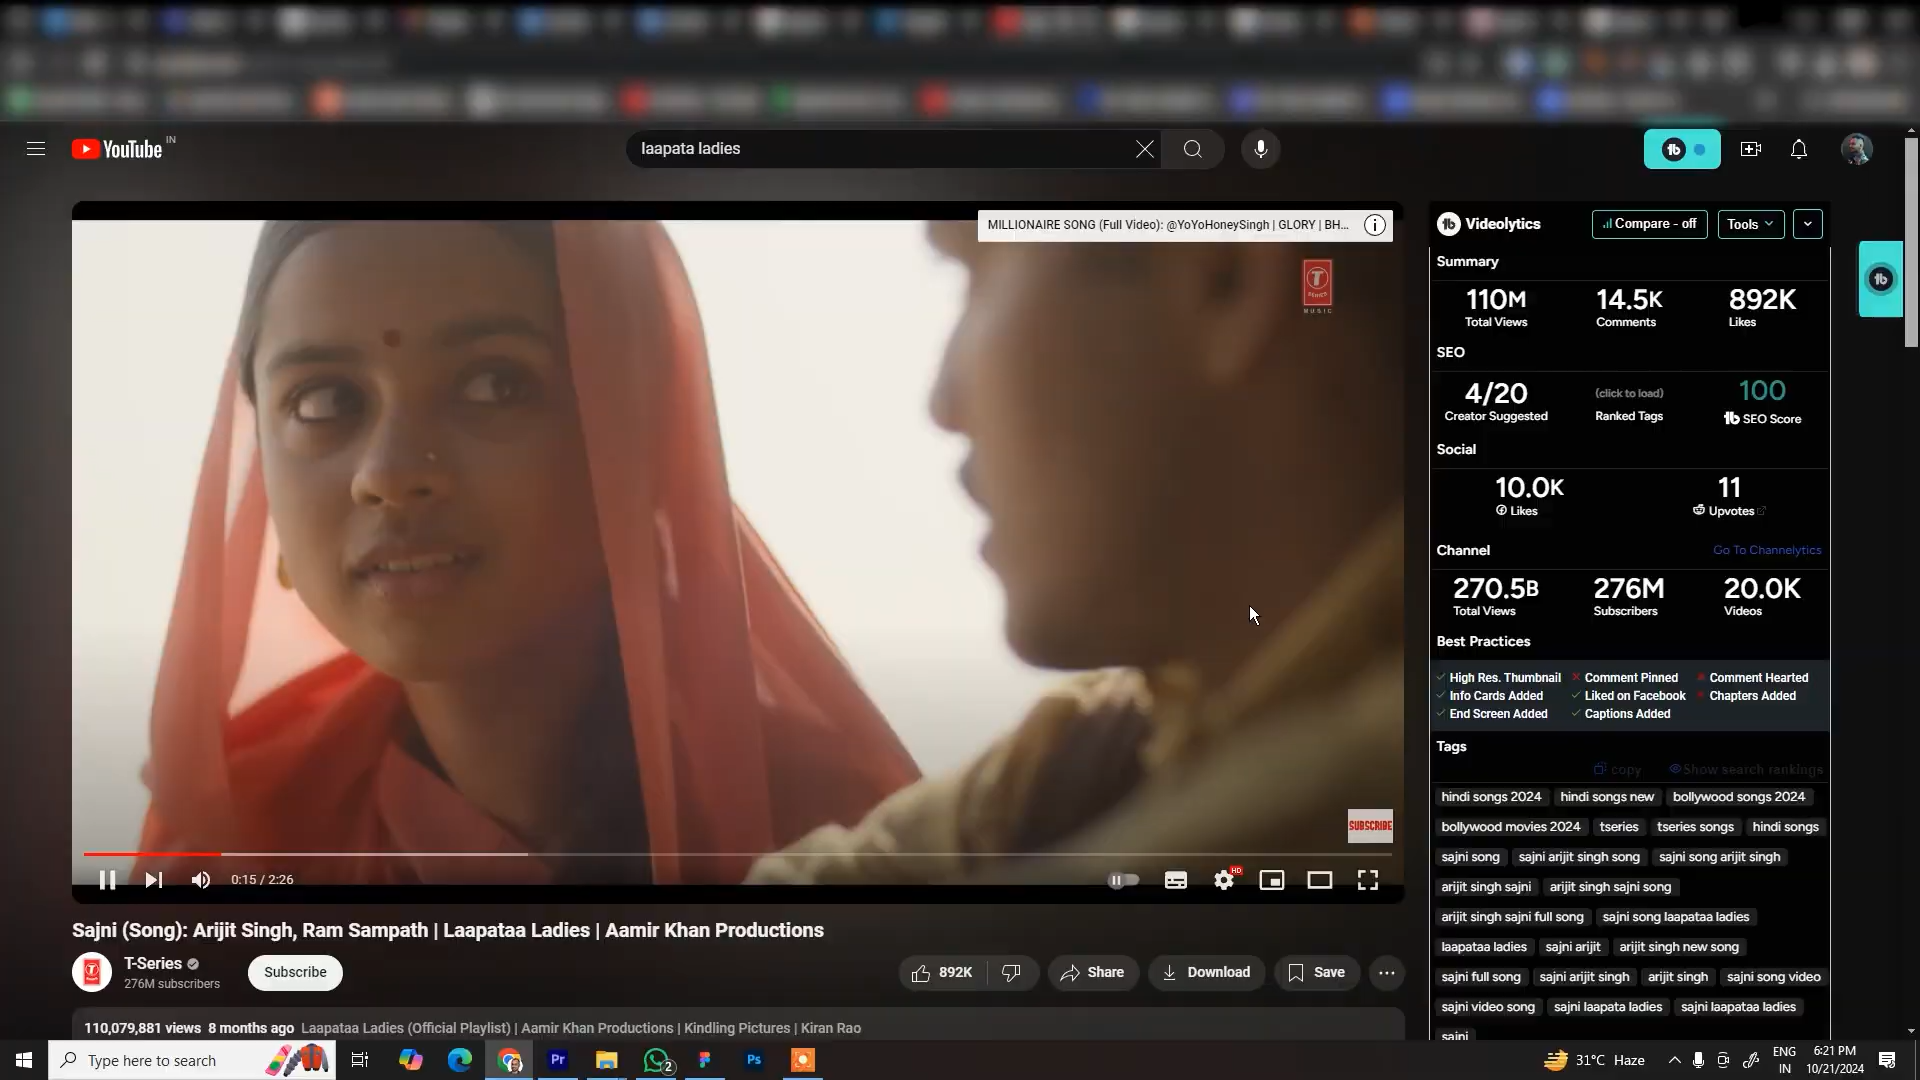 YouTube IN
laapata ladies
MILLIONAIRE SONG (Full Video): @YoYoHoneySingh | GLORY | BH...
T SERIES
MUSIC
SUBSCRIBE
0:15 / 2:26
HD
Sajni (Song): Arijit Singh, Ram Sampath | Laapataa Ladies | Aamir Khan Productions
T-Series
276M subscribers
Subscribe
892K
Share
Download
Save
110,079,881 views 8 months ago Laapataa Ladies (Official Playlist) | Aamir Khan Productions | Kindling Pictures | Kiran Rao
Videolytics
Compare - off
Tools
Summary
110M 14.5K 892K
Total Views Comments Likes
SEO
4/20 (click to load) 100
Creator Suggested Ranked Tags SEO Score
Social
10.0K 11
Likes Upvotes
Channel Go To Channelytics
270.5B 276M 20.0K
Total Views Subscribers Videos
Best Practices
High Res. Thumbnail Comment Pinned Comment Hearted
Info Cards Added Liked on Facebook Chapters Added
End Screen Added Captions Added
Tags
copy Show search rankings
hindi songs 2024 hindi songs new bollywood songs 2024
bollywood movies 2024 tseries tseries songs hindi songs
sajni song sajni arijit singh song sajni song arijit singh
arijit singh sajni arijit singh sajni song
arijit singh sajni full song sajni song laapataa ladies
laapataa ladies sajni arijit arijit singh new song
sajni full song sajni arijit singh arijit singh sajni song video
sajni video song sajni laapata ladies sajni laapataa ladies
sajni
Type here to search
Pr
2
Ps
31°C Haze
ENG
IN
6:21 PM
10/21/2024